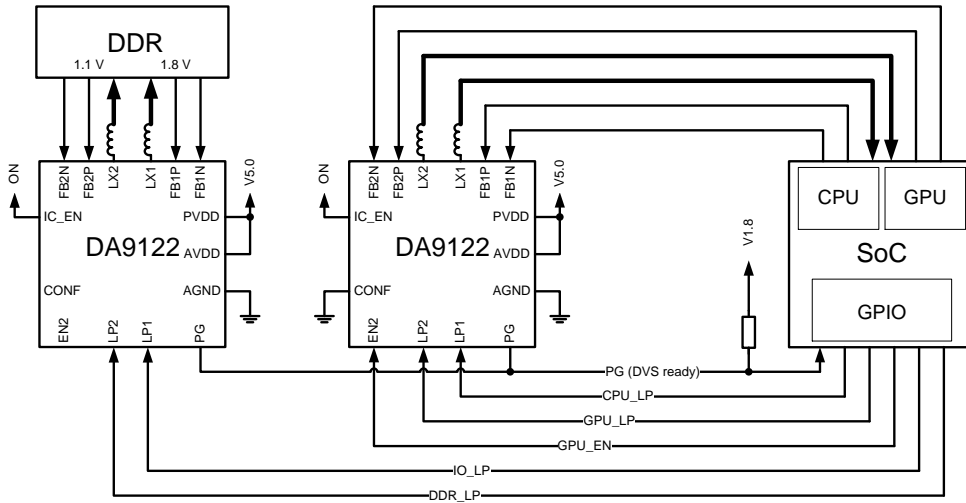 DDR
1.1 V 1.8 V
FB2N FB2P LX2 LX1 FB1P FB1N
ON
IC_EN
PVDD
V5.0
DA9122
AVDD
CONF
AGND
EN2 LP2 LP1 PG
FB2N FB2P LX2 LX1 FB1P FB1N
ON
IC_EN
PVDD
V5.0
DA9122
AVDD
CONF
AGND
EN2 LP2 LP1 PG
V1.8
CPU GPU
SoC
GPIO
PG (DVS ready)
CPU_LP
GPU_LP
GPU_EN
IO_LP
DDR_LP